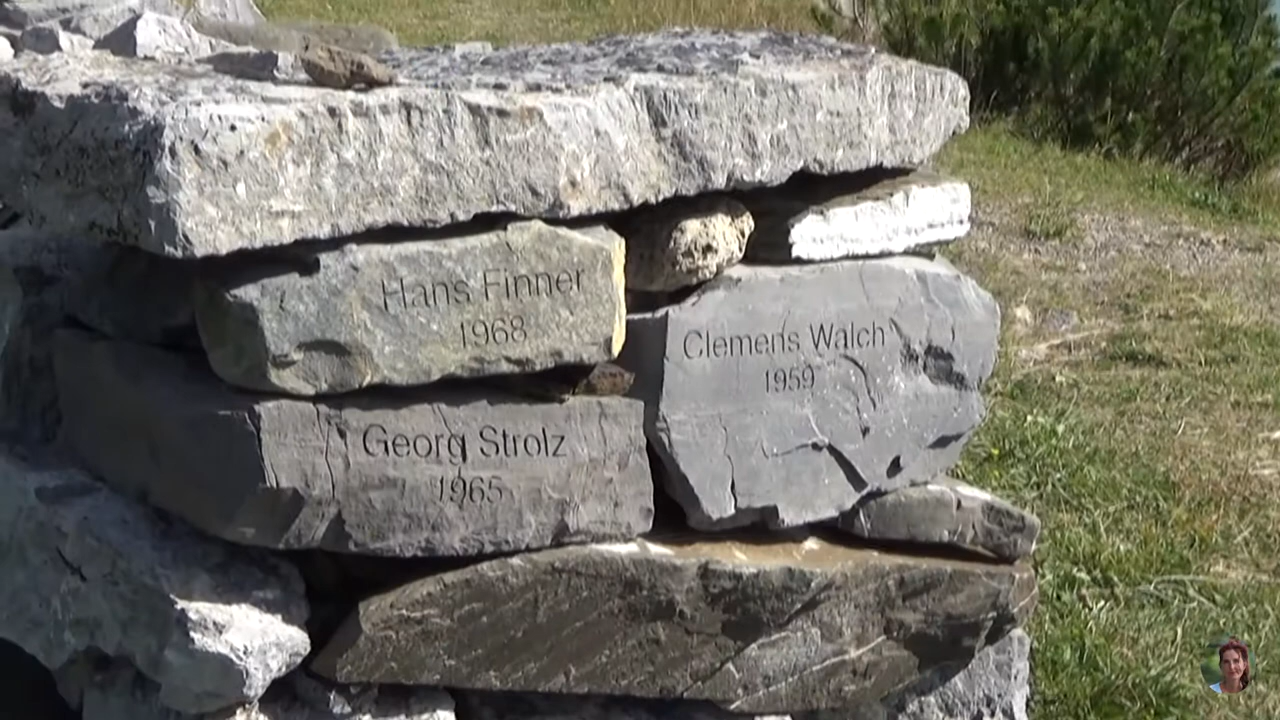 Hans Finner
1968
Clemens Walch
1959
Georg Strolz
1965